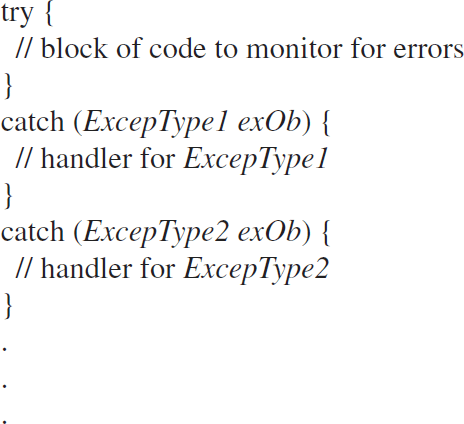 try {
// block of code to monitor for errors
}
catch (ExcepType1 exOb) {
// handler for ExcepType1
}
catch (ExcepType2 exOb) {
// handler for ExcepType2
}
.
.
.